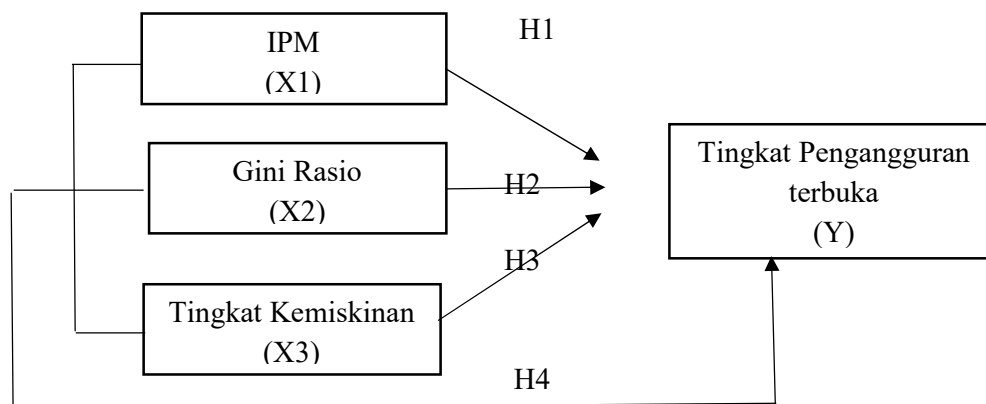 H1
IPM
(X1)
Gini Rasio
(X2)
H2
Tingkat Pengangguran
terbuka
(Y)
H3
Tingkat Kemiskinan
(X3)
H4